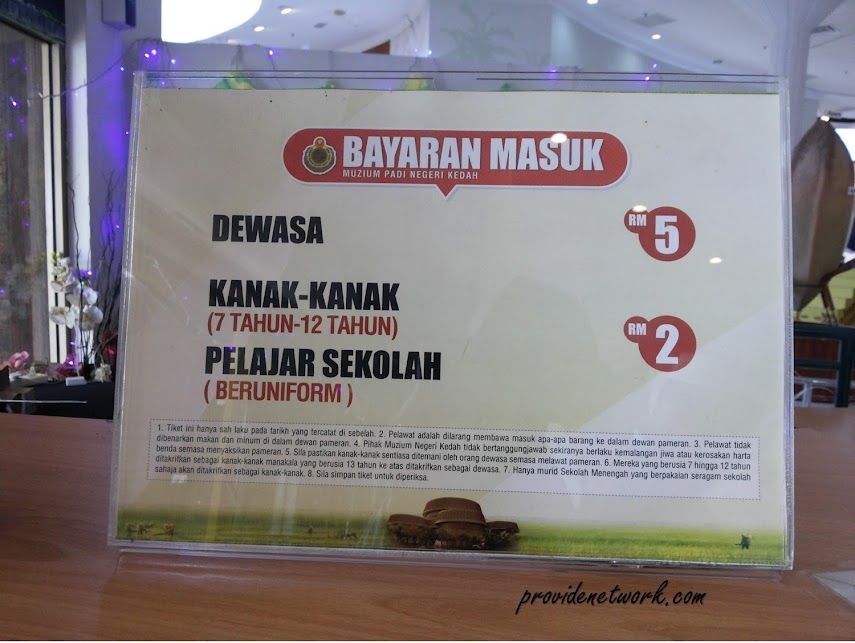 BAYARAN MASUK
MUZIUM PADI NEGERI KEDAH
DEWASA
RM 5
KANAK-KANAK
(7 TAHUN-12 TAHUN)
RM 2
PELAJAR SEKOLAH
( BERUNIFORM )
1. Tiket ini hanya sah laku pada tarikh yang tercatat di sebelah. 2. Pelawat adalah dilarang membawa masuk apa-apa barang ke dalam dewan pameran. 3. Pelawat tidak
dibenarkan makan dan minum di dalam dewan pameran. 4. Pihak Muzium Negeri Kedah tidak bertanggungjawab sekiranya berlaku kemalangan jiwa atau kerosakan harta
benda semasa menyaksikan pameran. 5. Sila pastikan kanak-kanak sentiasa ditemani oleh orang dewasa semasa melawat pameran. 6. Mereka yang berusia 7 hingga 12 tahun
ditakrifkan sebagai kanak-kanak manakala yang berusia 13 tahun ke atas ditakrifkan sebagai dewasa. 7. Hanya murid Sekolah Menengah yang berpakaian seragam sekolah
sahaja akan ditakrifkan sebagai kanak-kanak. 8. Sila simpan tiket untuk diperiksa.
providenetwork.com